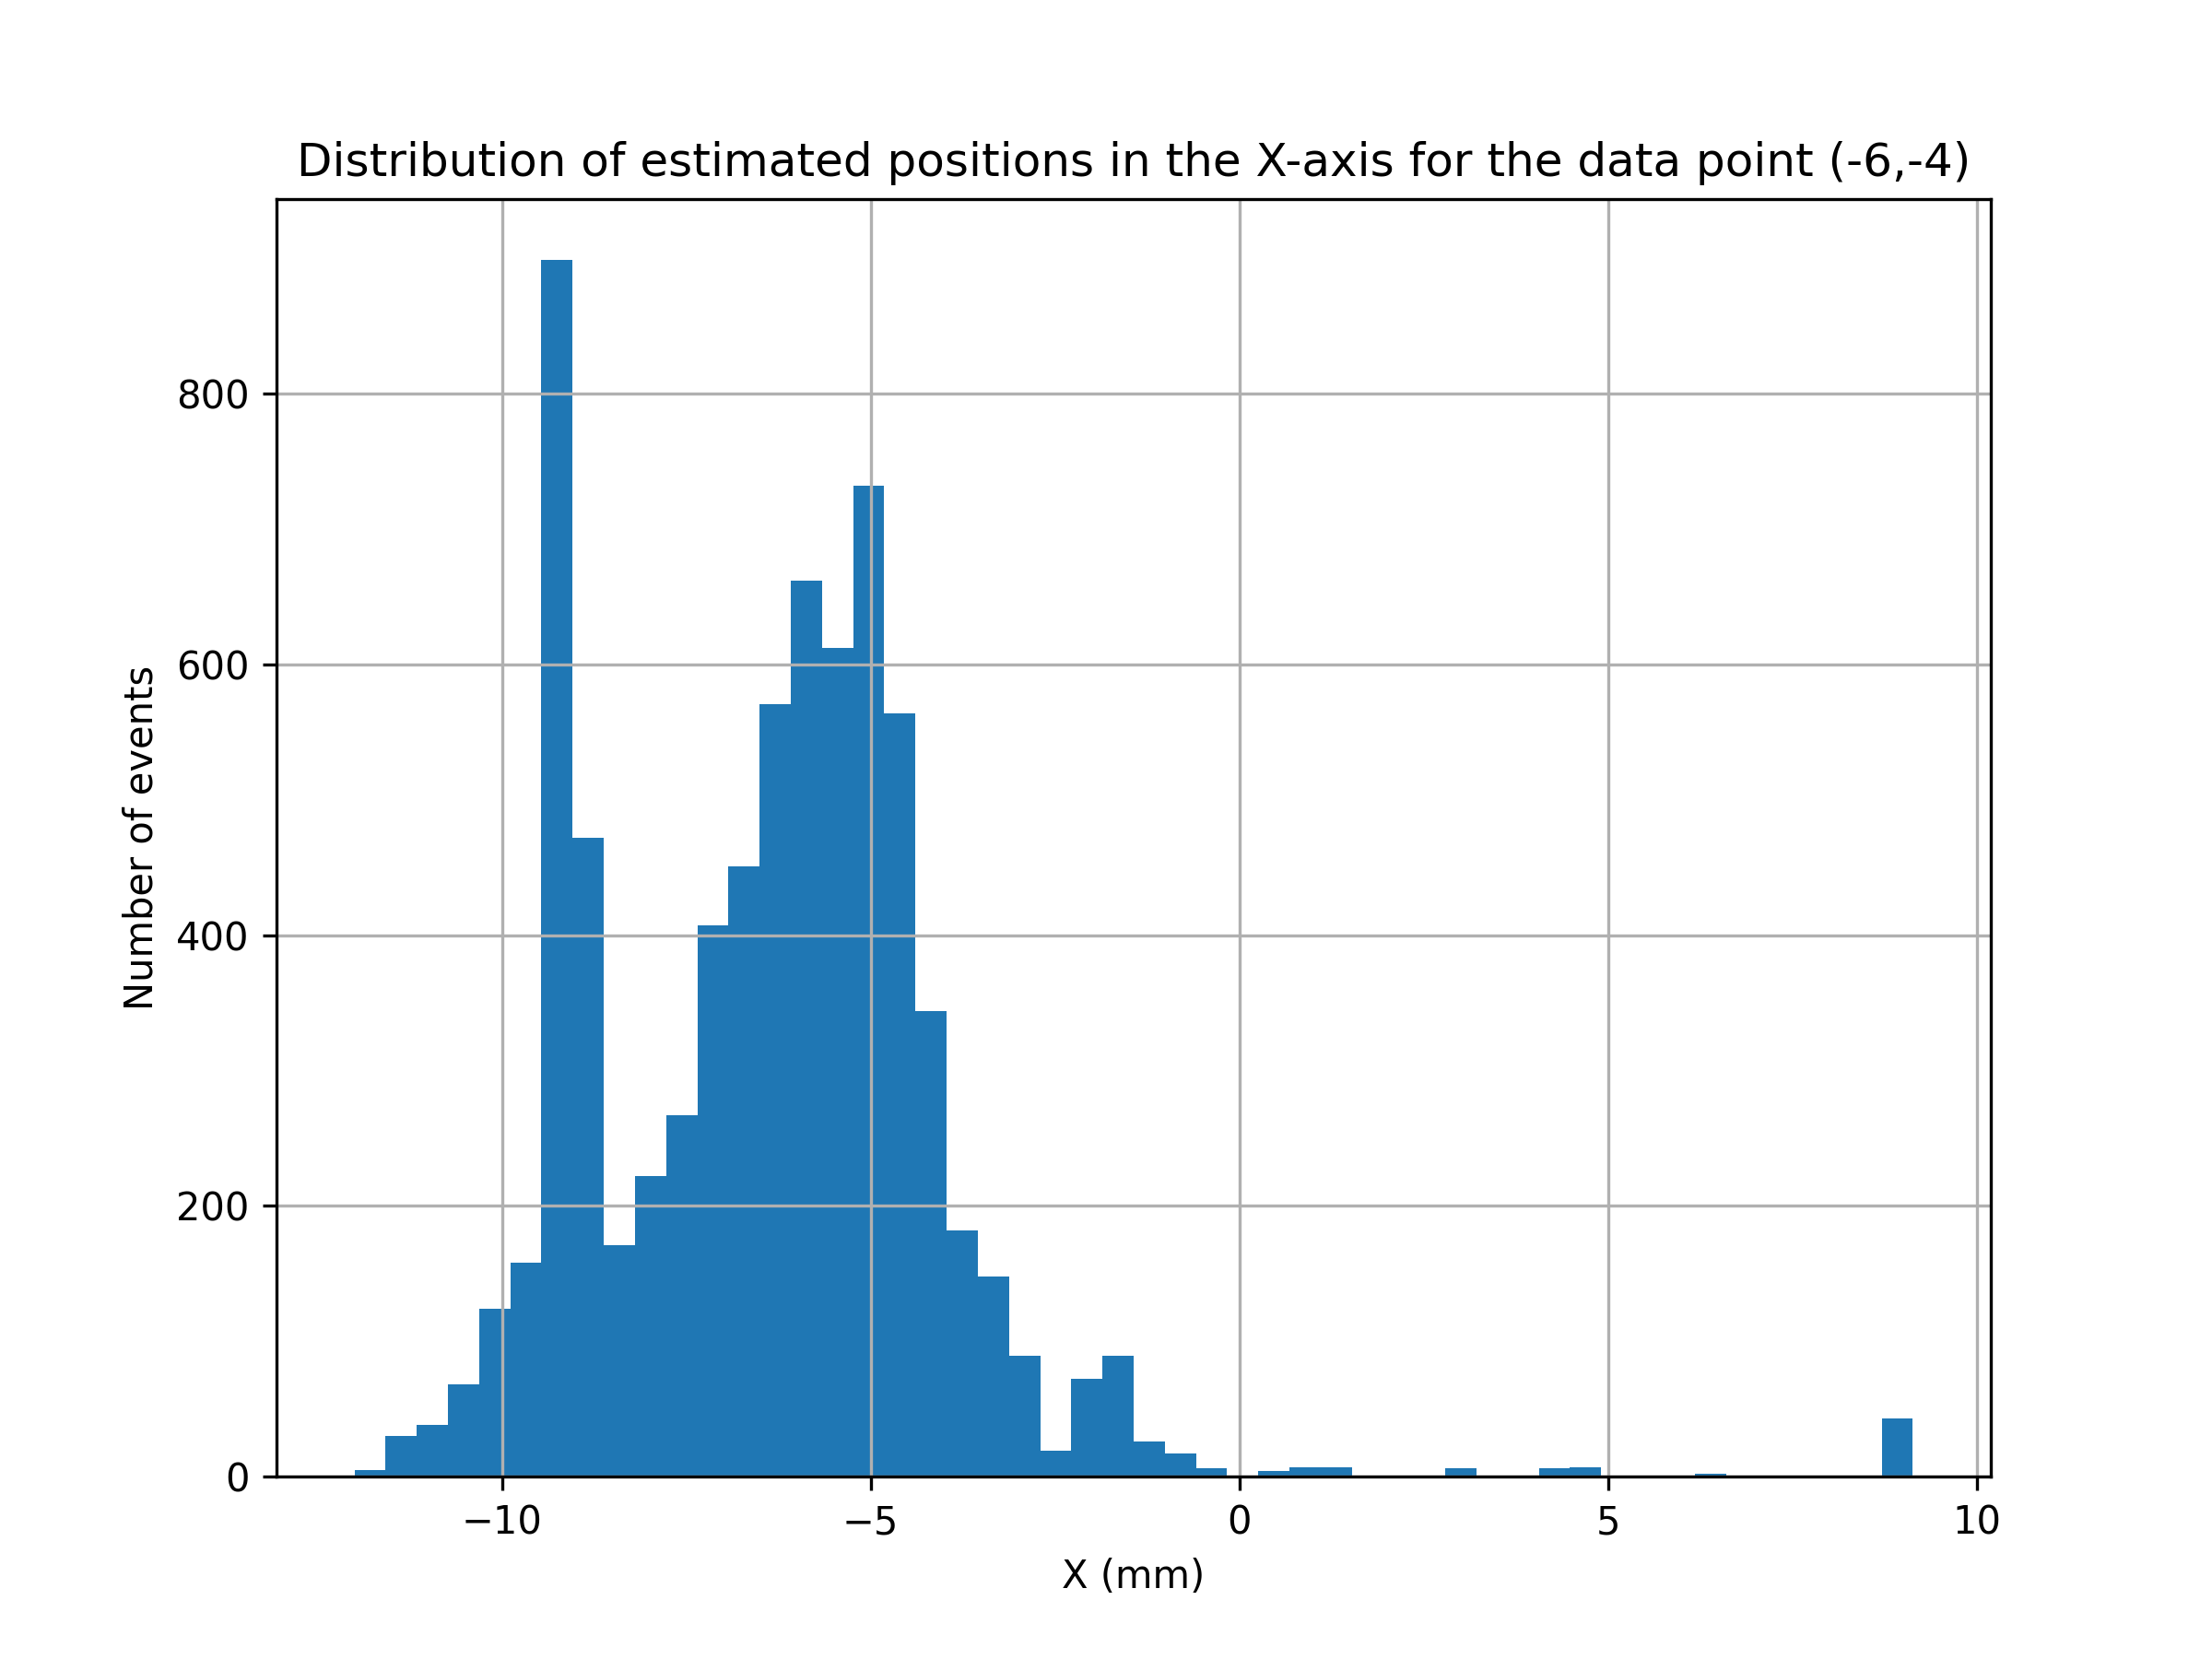 Distribution of estimated positions in the X-axis for the data point (-6,-4)
Number of events
800
600
400
200
0
−10 −5 0 5 10
X (mm)